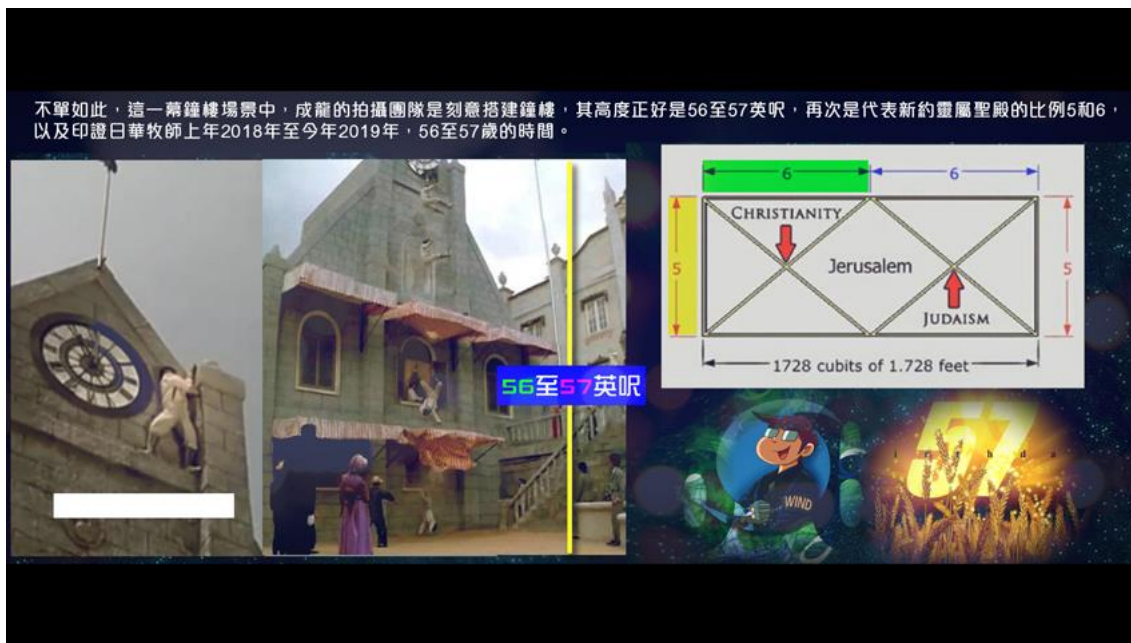 不單如此，這一幕鐘樓場景中，成龍的拍攝團隊是刻意搭建鐘樓，其高度正好是56至57英呎，再次是代表新約靈屬聖殿的比例5和6，
以及印證日華牧師上年2018年至今年2019年，56至57歲的時間。
6
6
CHRISTIANITY
5
Jerusalem
5
JUDAISM
1728 cubits of 1.728 feet
56至57英呎
57
WIND